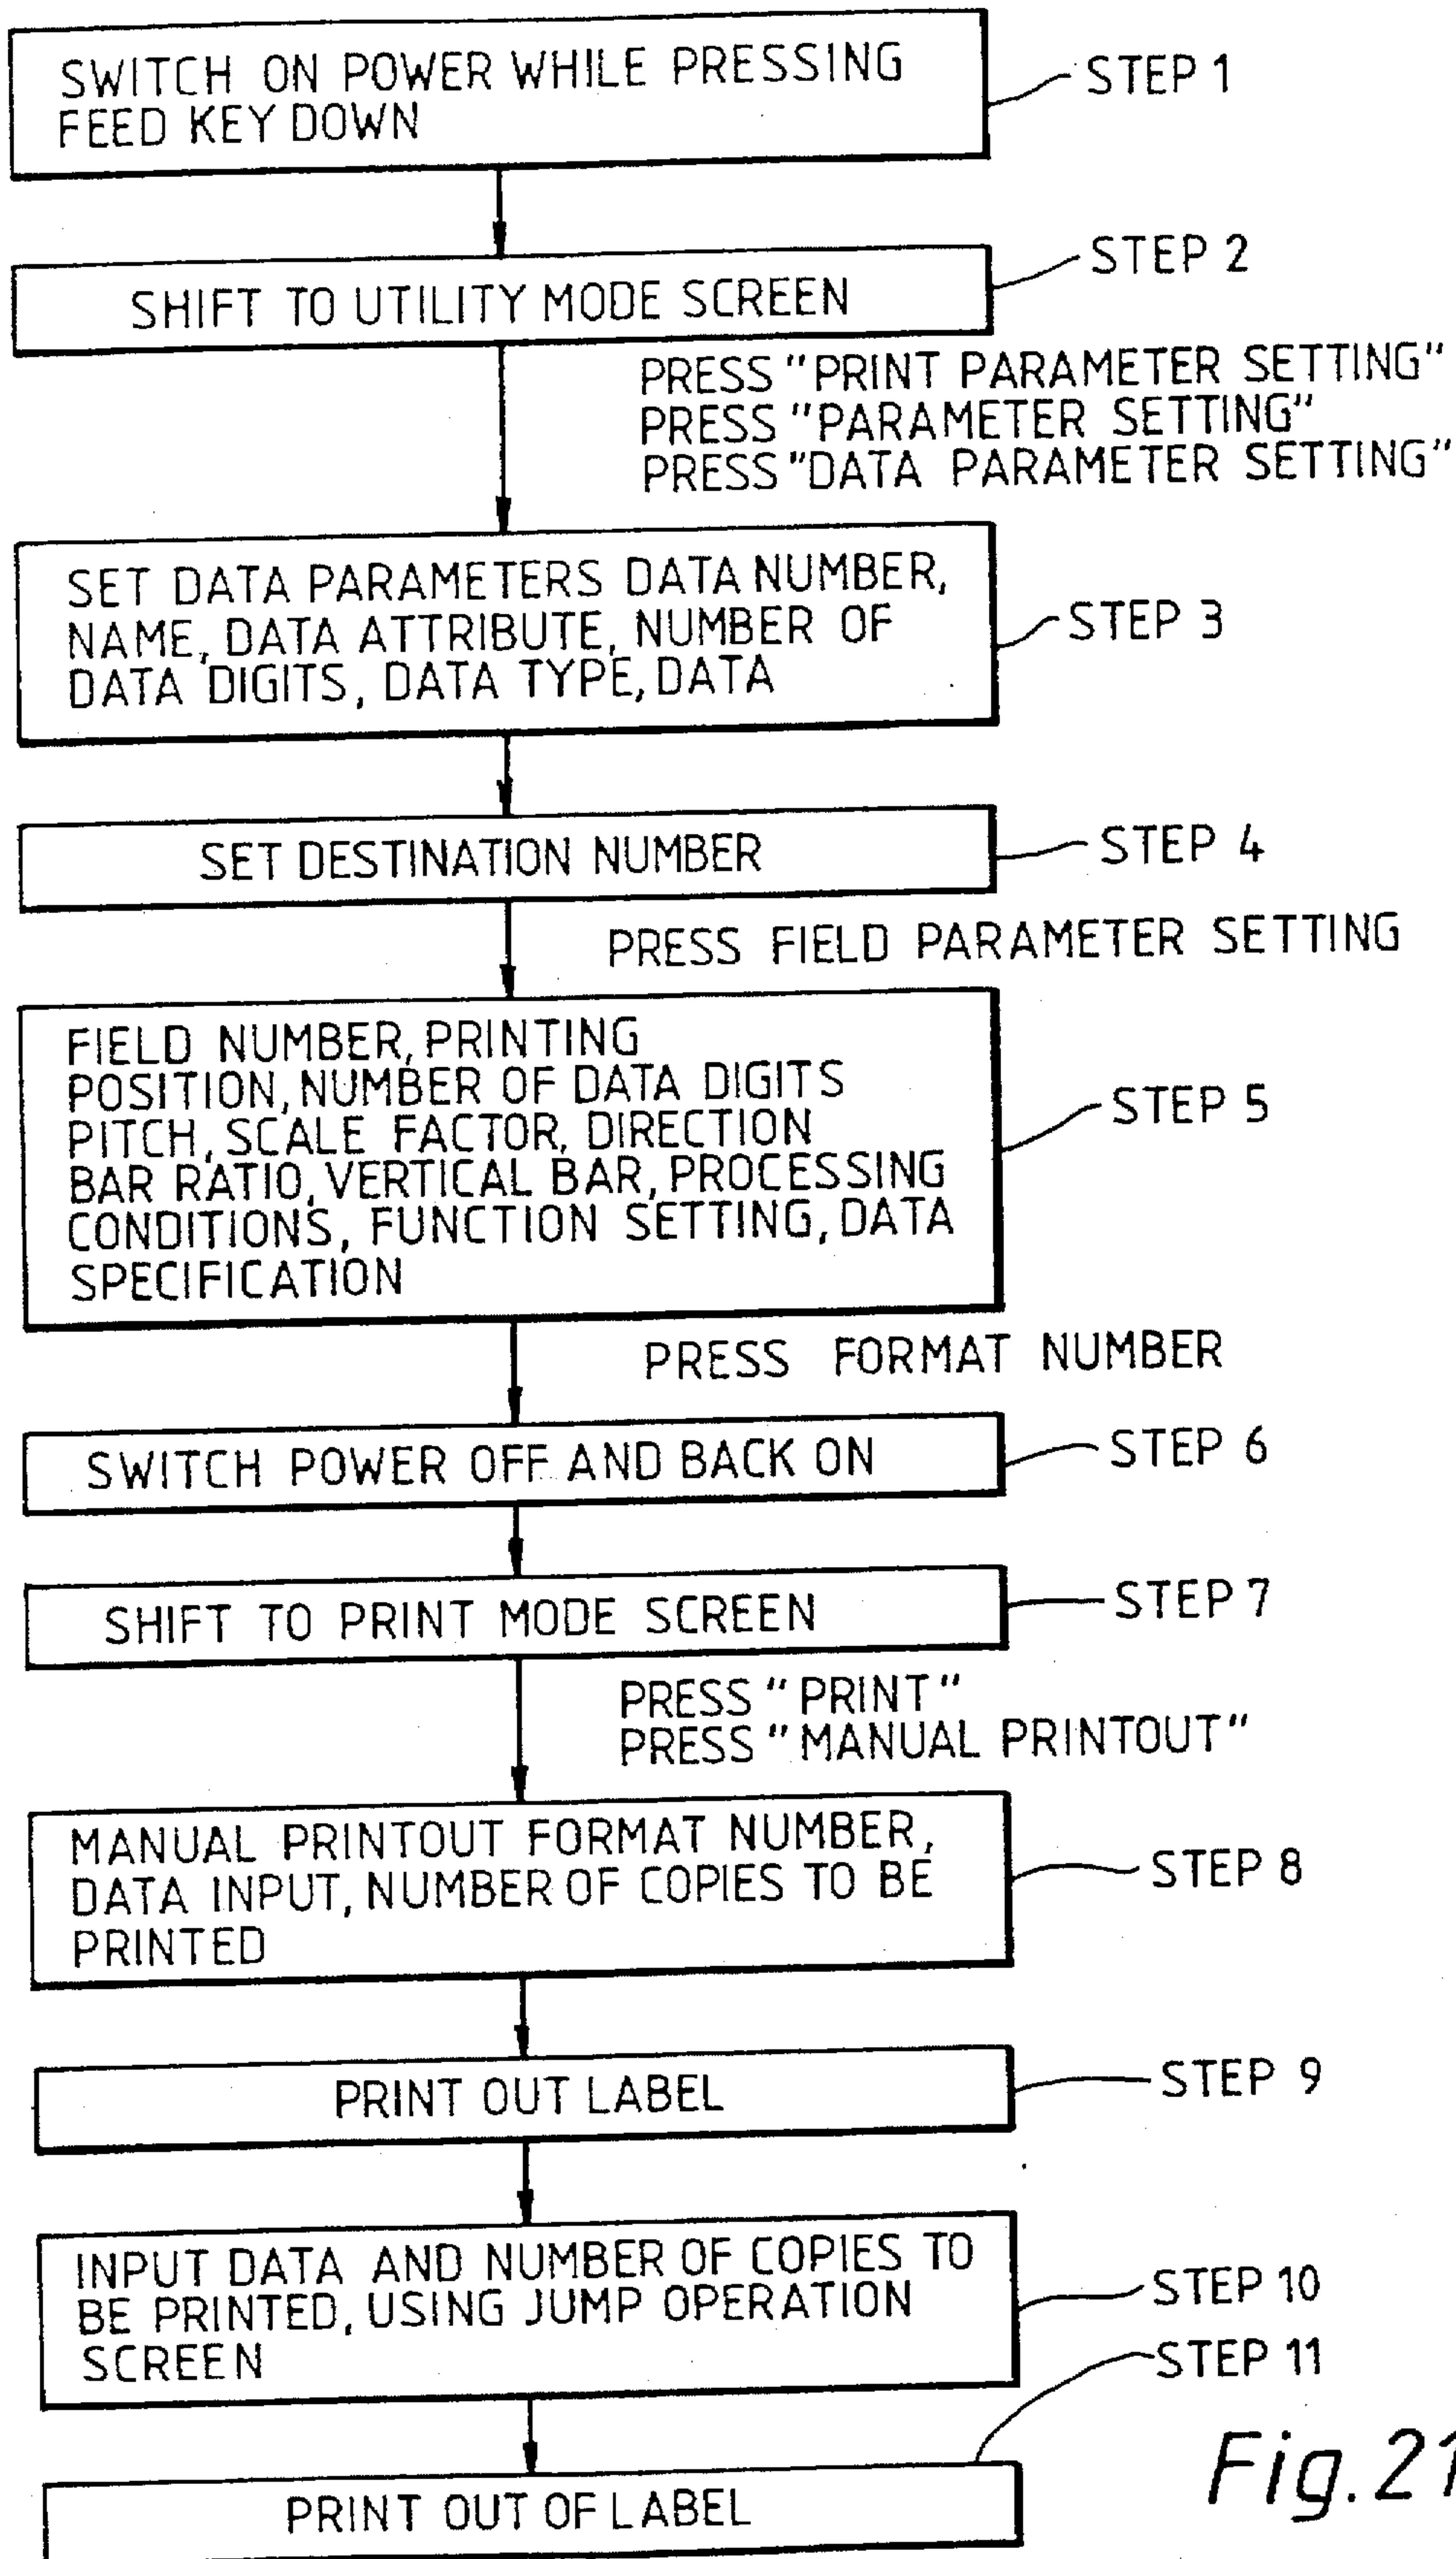 SWITCH ON POWER WHILE PRESSING
FEED KEY DOWN
STEP 1
SHIFT TO UTILITY MODE SCREEN
STEP 2
PRESS "PRINT PARAMETER SETTING"
PRESS "PARAMETER SETTING"
PRESS "DATA PARAMETER SETTING"
SET DATA PARAMETERS DATA NUMBER,
NAME, DATA ATTRIBUTE, NUMBER OF
DATA DIGITS, DATA TYPE, DATA
STEP 3
SET DESTINATION NUMBER
STEP 4
PRESS FIELD PARAMETER SETTING
FIELD NUMBER, PRINTING
POSITION, NUMBER OF DATA DIGITS
PITCH, SCALE FACTOR, DIRECTION
BAR RATIO, VERTICAL BAR, PROCESSING
CONDITIONS, FUNCTION SETTING, DATA
SPECIFICATION
STEP 5
PRESS FORMAT NUMBER
SWITCH POWER OFF AND BACK ON
STEP 6
SHIFT TO PRINT MODE SCREEN
STEP 7
PRESS "PRINT"
PRESS "MANUAL PRINTOUT"
MANUAL PRINTOUT FORMAT NUMBER,
DATA INPUT, NUMBER OF COPIES TO BE
PRINTED
STEP 8
PRINT OUT LABEL
STEP 9
INPUT DATA AND NUMBER OF COPIES TO
BE PRINTED, USING JUMP OPERATION
SCREEN
STEP 10
STEP 11
PRINT OUT OF LABEL
Fig. 21